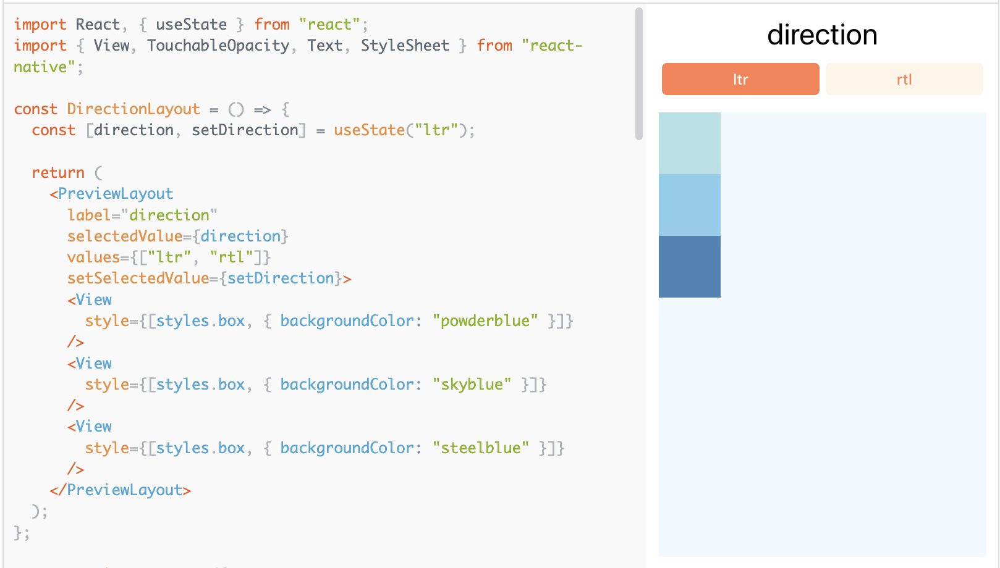 import React, { useState } from "react";
import { View, TouchableOpacity, Text, StyleSheet } from "react-
native";
const DirectionLayout = () => {
  const [direction, setDirection] = useState("ltr");
  return (
    <PreviewLayout
      label="direction"
      selectedValue={direction}
      values={["ltr", "rtl"]}
      setSelectedValue={setDirection}>
      <View
        style={[styles.box, { backgroundColor: "powderblue" }]}
      />
      <View
        style={[styles.box, { backgroundColor: "skyblue" }]}
      />
      <View
        style={[styles.box, { backgroundColor: "steelblue" }]}
      />
    </PreviewLayout>
  );
};
direction
ltr
rtl